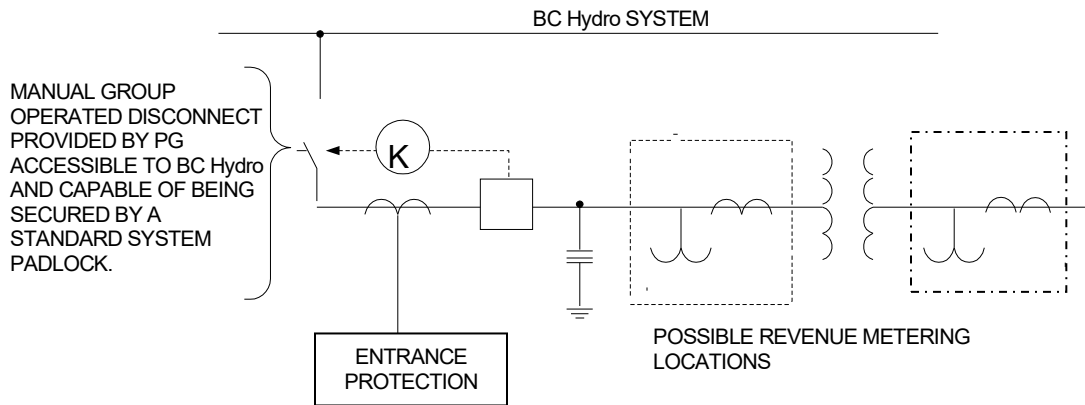 BC Hydro SYSTEM
MANUAL GROUP
OPERATED DISCONNECT
PROVIDED BY PG
ACCESSIBLE TO BC Hydro
AND CAPABLE OF BEING
SECURED BY A
STANDARD SYSTEM
PADLOCK.
K
ENTRANCE
PROTECTION
POSSIBLE REVENUE METERING
LOCATIONS